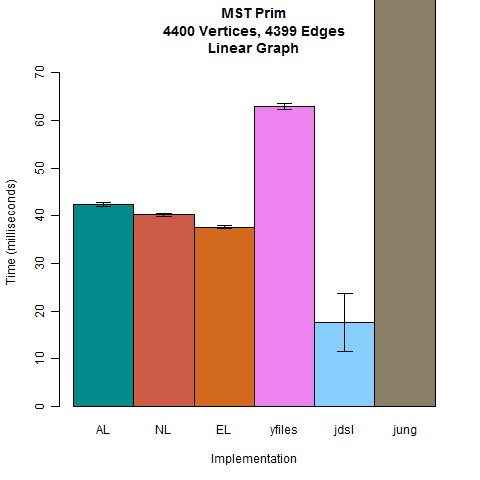 MST Prim
4400 Vertices, 4399 Edges
Linear Graph
Time (milliseconds)
70
60
50
40
30
20
10
0
AL NL EL yfiles jdsl jung
Implementation